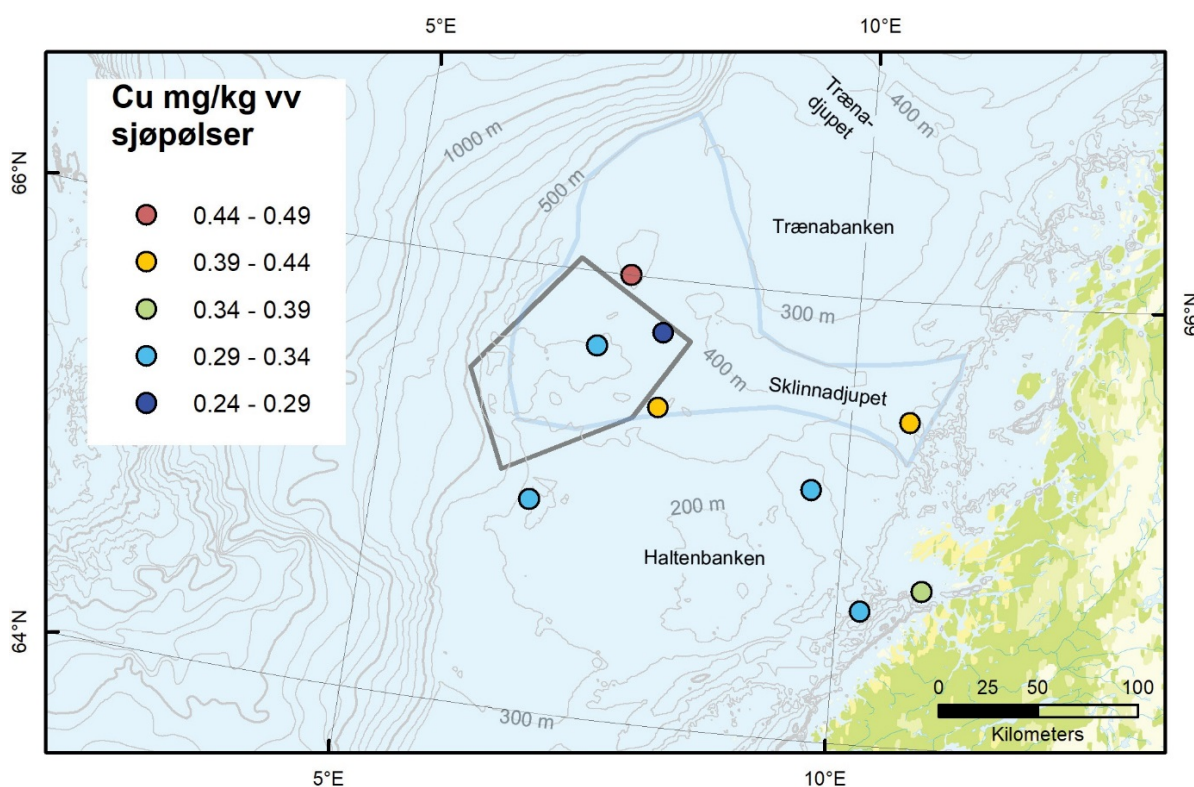 5°E
10°E
Cu mg/kg vv
sjøpølser
0.44 - 0.49
0.39 - 0.44
0.34 - 0.39
0.29 - 0.34
0.24 - 0.29
66°N
64°N
1000 m
500 m
Træna-
djupet
400 m
Trænabanken
300 m
66°N
400 m
Sklinnadjupet
200 m
Haltenbanken
300 m
0 25 50 100
Kilometers
5°E
10°E